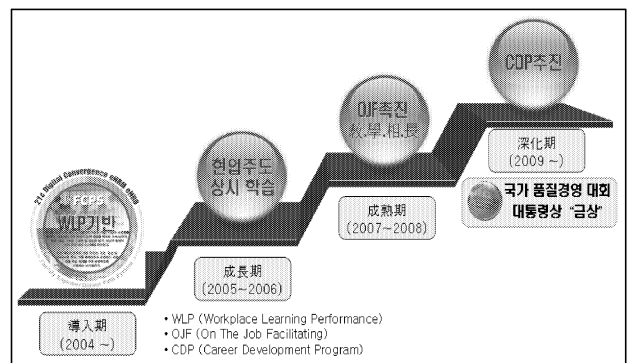 FCPS
WLP기반
導入期
(2004 ~)
현업주도
상시 학습
成長期
(2005~2006)
OJF촉진
敎.學.相.長
成熟期
(2007~2008)
CDP추진
深化期
(2009 ~)
국가 품질경영 대회
대통령상 “금상”
• WLP (Workplace Learning Performance)
• OJF (On The Job Facilitating)
• CDP (Career Development Program)